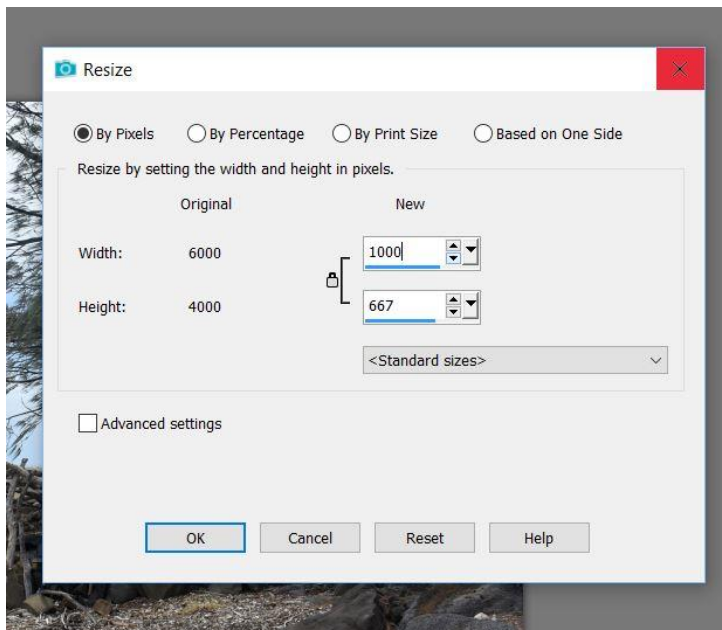 Resize
By Pixels By Percentage By Print Size Based on One Side
Resize by setting the width and height in pixels.
Original New
Width: 6000 1000
Height: 4000 667
<Standard sizes>
Advanced settings
OK Cancel Reset Help